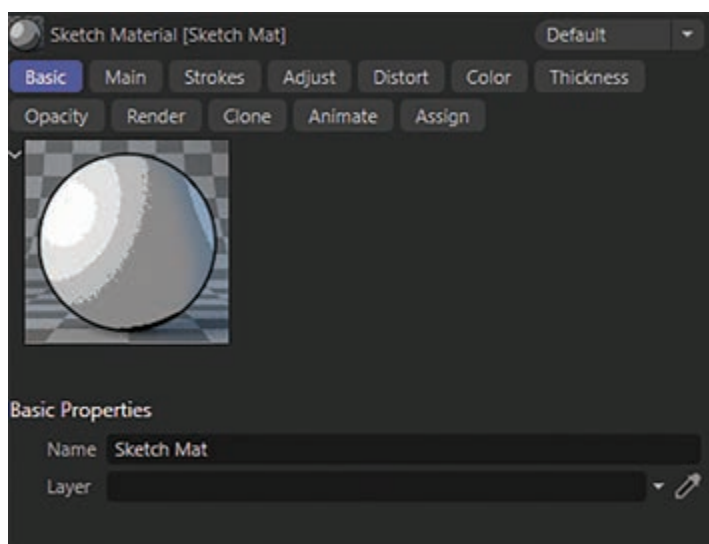 Sketch Material [Sketch Mat] Default
Basic Main Strokes Adjust Distort Color Thickness
Opacity Render Clone Animate Assign
Basic Properties
Name Sketch Mat
Layer